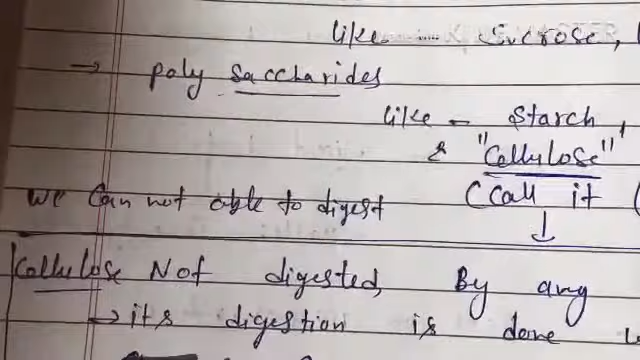 like ..... Sucrose,
→ poly saccharides
like - Starch,
& "Cellulose"
we can not able to digest (call it (
↓
Cellulose Not digested, By any
→ its digestion is done